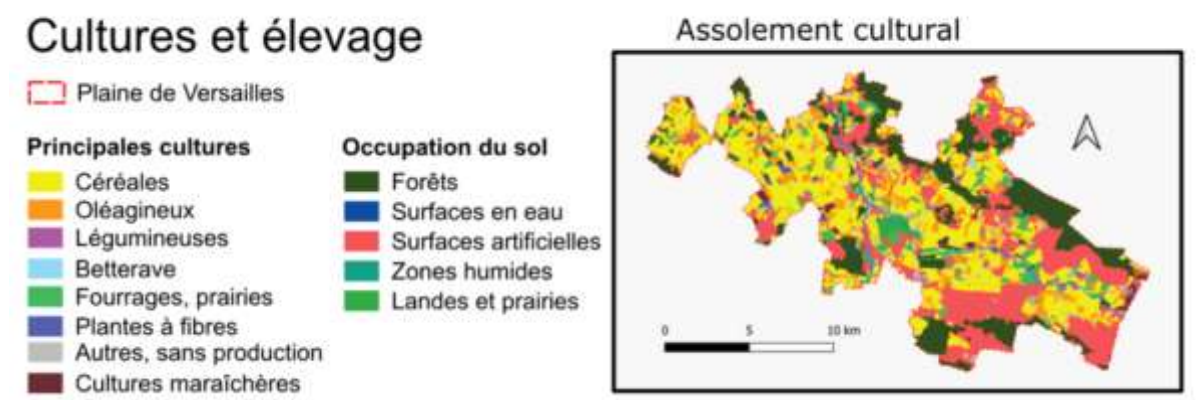 Cultures et élevage
Plaine de Versailles
Principales cultures
Céréales
Oléagineux
Légumineuses
Betterave
Fourrages, prairies
Plantes à fibres
Autres, sans production
Cultures maraîchères
Occupation du sol
Forêts
Surfaces en eau
Surfaces artificielles
Zones humides
Landes et prairies
Assolement cultural
0 5 10 km